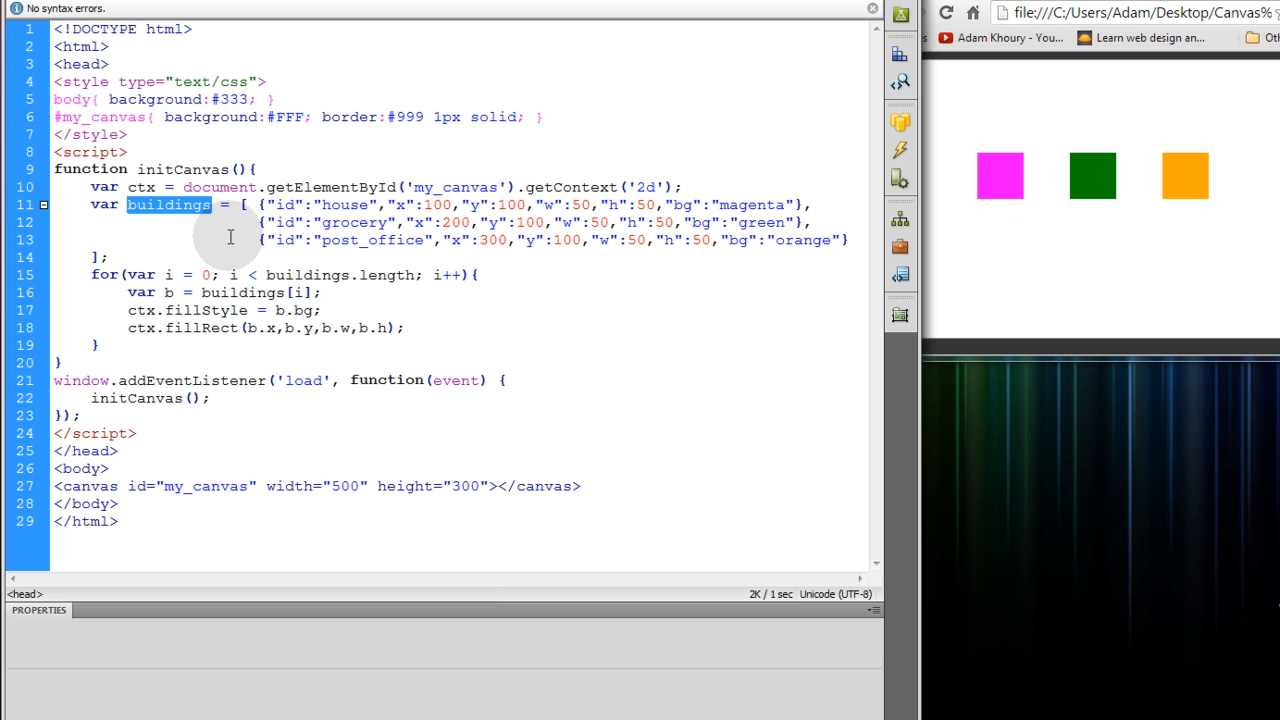 No syntax errors.
1 <!DOCTYPE html>
2 <html>
3 <head>
4 <style type="text/css">
5 body{ background:#333; }
6 #my_canvas{ background:#FFF; border:#999 1px solid; }
7 </style>
8 <script>
9 function initCanvas(){
10 var ctx = document.getElementById('my_canvas').getContext('2d');
11 var buildings = [ {"id":"house","x":100,"y":100,"w":50,"h":50,"bg":"magenta"},
12 {"id":"grocery","x":200,"y":100,"w":50,"h":50,"bg":"green"},
13 {"id":"post_office","x":300,"y":100,"w":50,"h":50,"bg":"orange"}
14 ];
15 for(var i = 0; i < buildings.length; i++){
16 var b = buildings[i];
17 ctx.fillStyle = b.bg;
18 ctx.fillRect(b.x,b.y,b.w,b.h);
19 }
20 }
21 window.addEventListener('load', function(event) {
22 initCanvas();
23 });
24 </script>
25 </head>
26 <body>
27 <canvas id="my_canvas" width="500" height="300"></canvas>
28 </body>
29 </html>
<head>
2K / 1 sec Unicode (UTF-8)
PROPERTIES
file:///C:/Users/Adam/Desktop/Canvas%
Adam Khoury - You... Learn web design an...